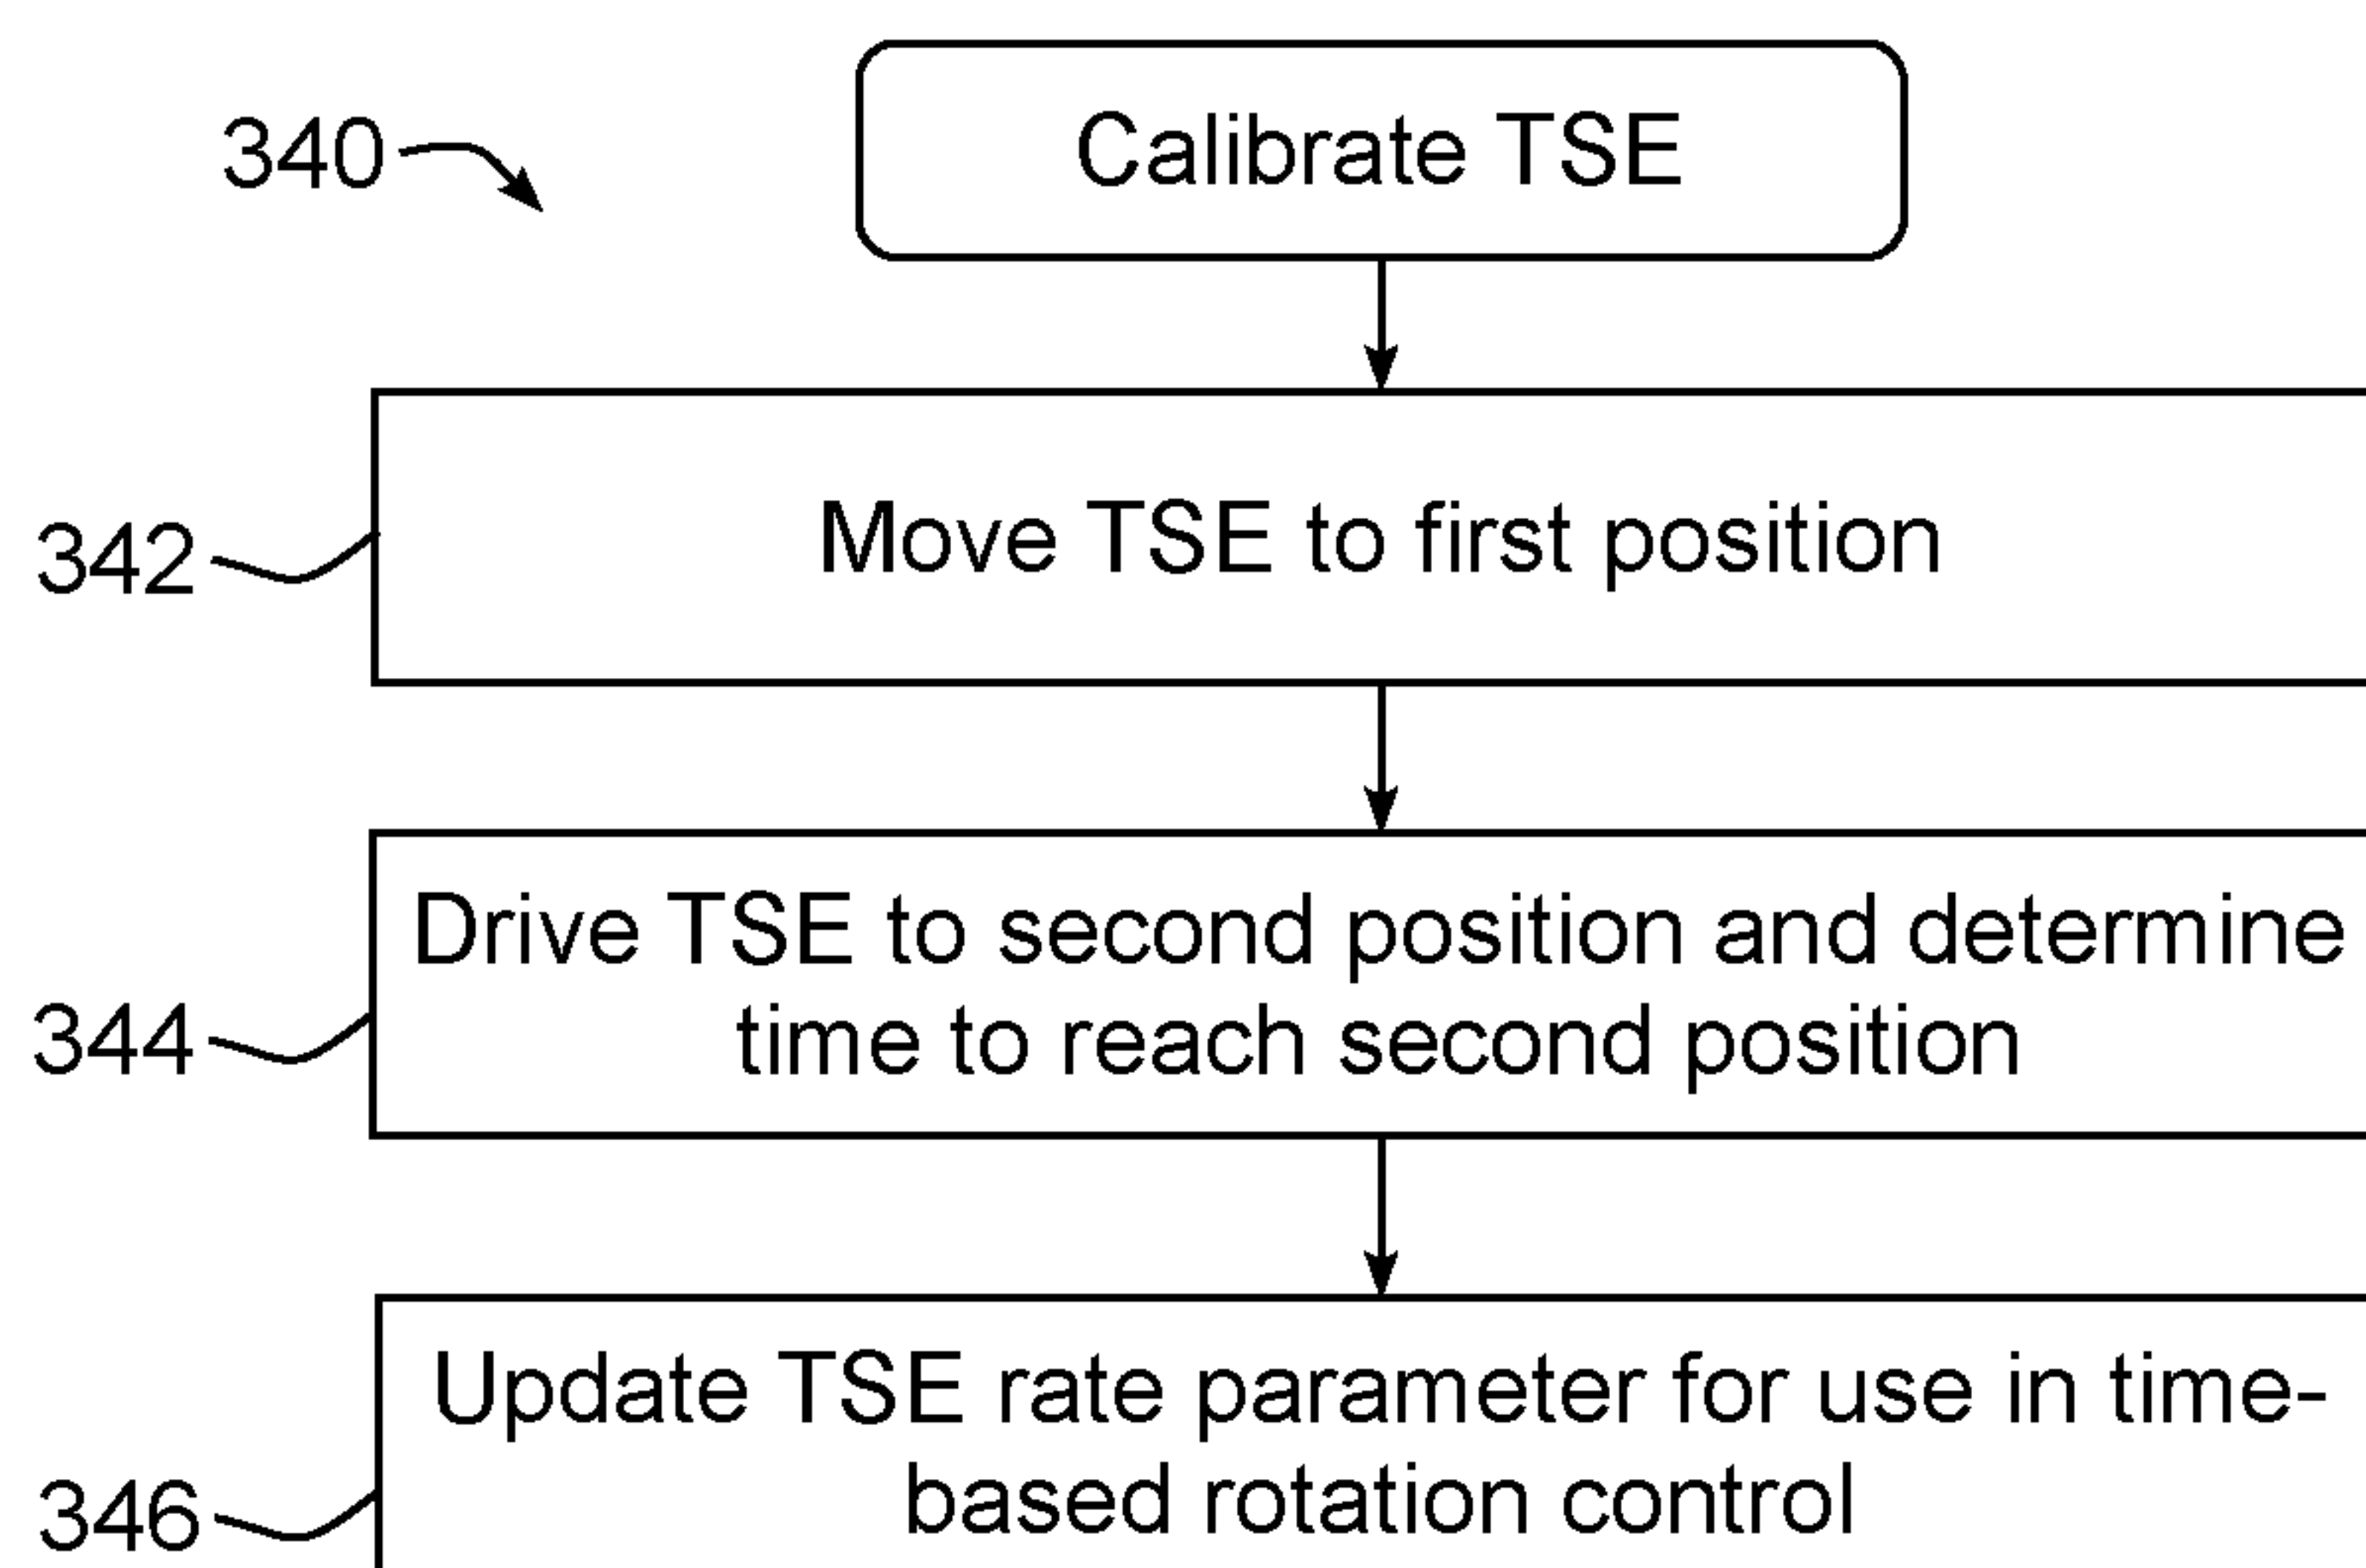 340
Calibrate TSE
342
Move TSE to first position
344
Drive TSE to second position and determine
time to reach second position
346
Update TSE rate parameter for use in time-
based rotation control